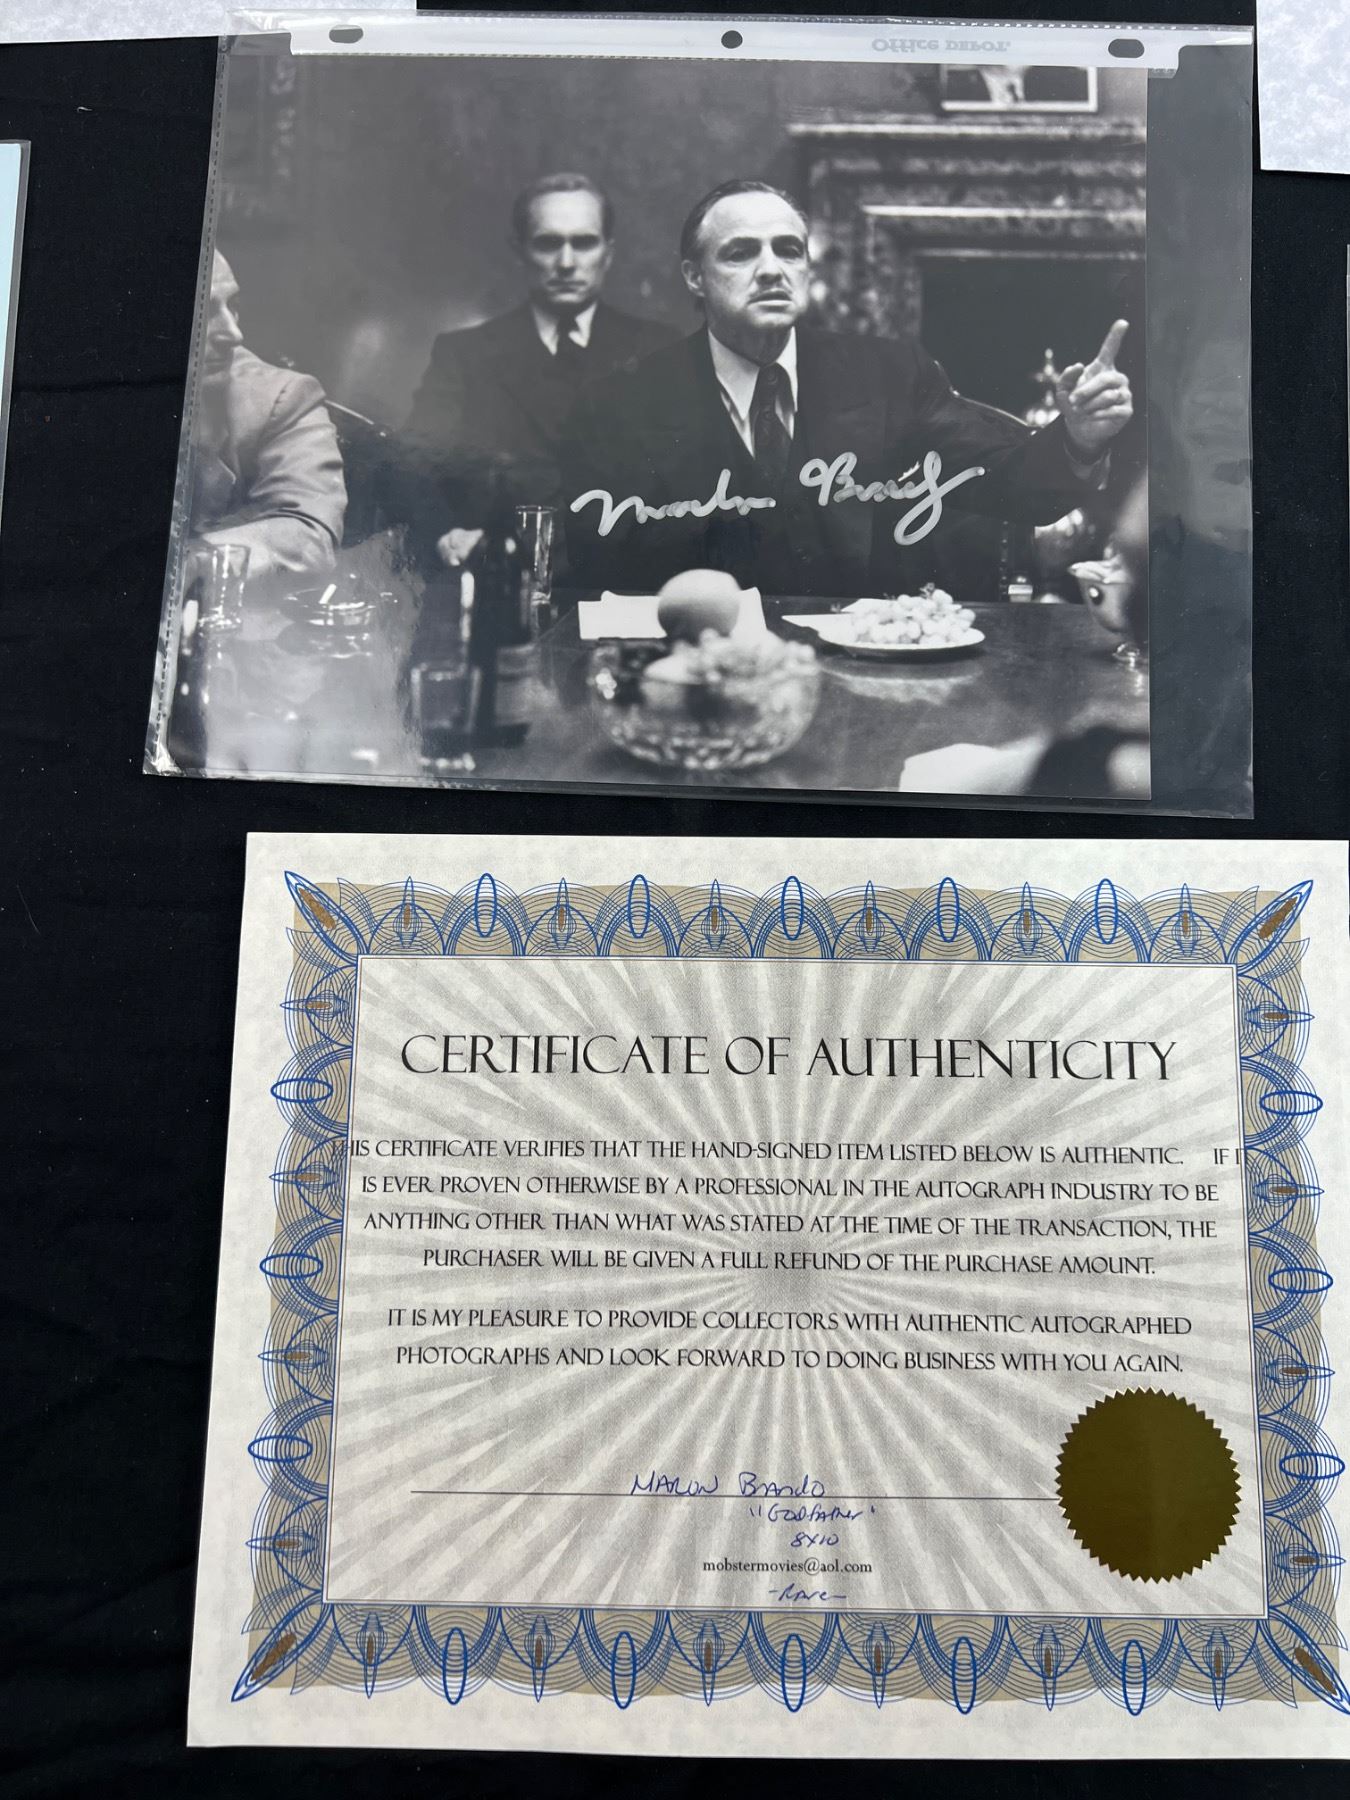 Office DEPOT.
Marlon Brando
CERTIFICATE OF AUTHENTICITY
THIS CERTIFICATE VERIFIES THAT THE HAND-SIGNED ITEM LISTED BELOW IS AUTHENTIC. IF IT
IS EVER PROVEN OTHERWISE BY A PROFESSIONAL IN THE AUTOGRAPH INDUSTRY TO BE
ANYTHING OTHER THAN WHAT WAS STATED AT THE TIME OF THE TRANSACTION, THE
PURCHASER WILL BE GIVEN A FULL REFUND OF THE PURCHASE AMOUNT.
IT IS MY PLEASURE TO PROVIDE COLLECTORS WITH AUTHENTIC AUTOGRAPHED
PHOTOGRAPHS AND LOOK FORWARD TO DOING BUSINESS WITH YOU AGAIN.
MARLON BRANDO
"GODFATHER"
8X10
mobstermovies@aol.com
-RARE-